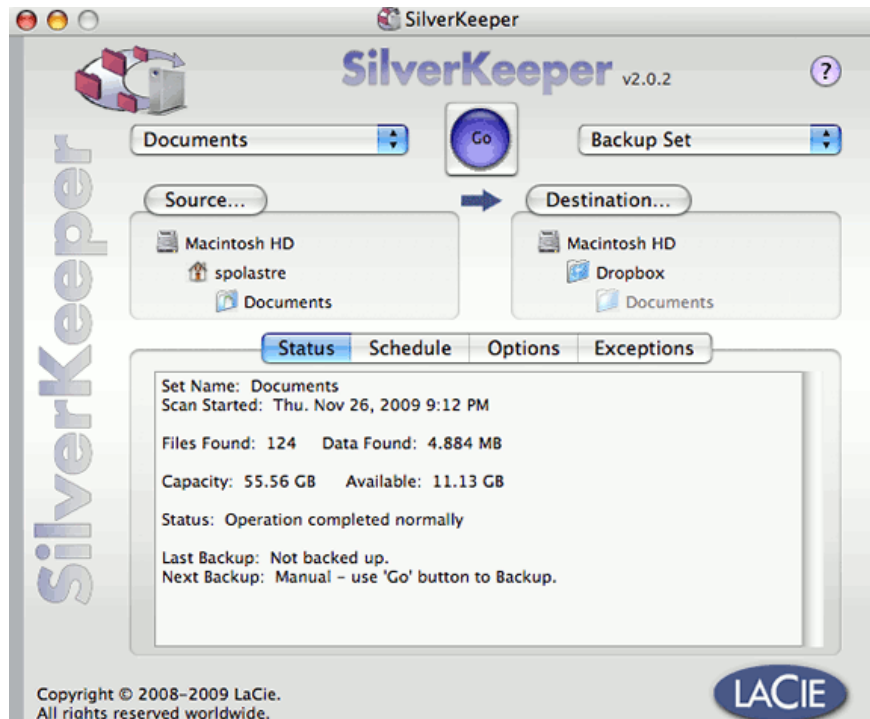 SilverKeeper
SilverKeeper v2.0.2
?
Documents
Go
Backup Set
Source...
Destination...
Macintosh HD
spolastre
Documents
Macintosh HD
Dropbox
Documents
SilverKeeper
Status Schedule Options Exceptions
Set Name: Documents
Scan Started: Thu. Nov 26, 2009 9:12 PM
Files Found: 124 Data Found: 4.884 MB
Capacity: 55.56 GB Available: 11.13 GB
Status: Operation completed normally
Last Backup: Not backed up.
Next Backup: Manual – use 'Go' button to Backup.
Copyright © 2008–2009 LaCie.
All rights reserved worldwide.
LACIE